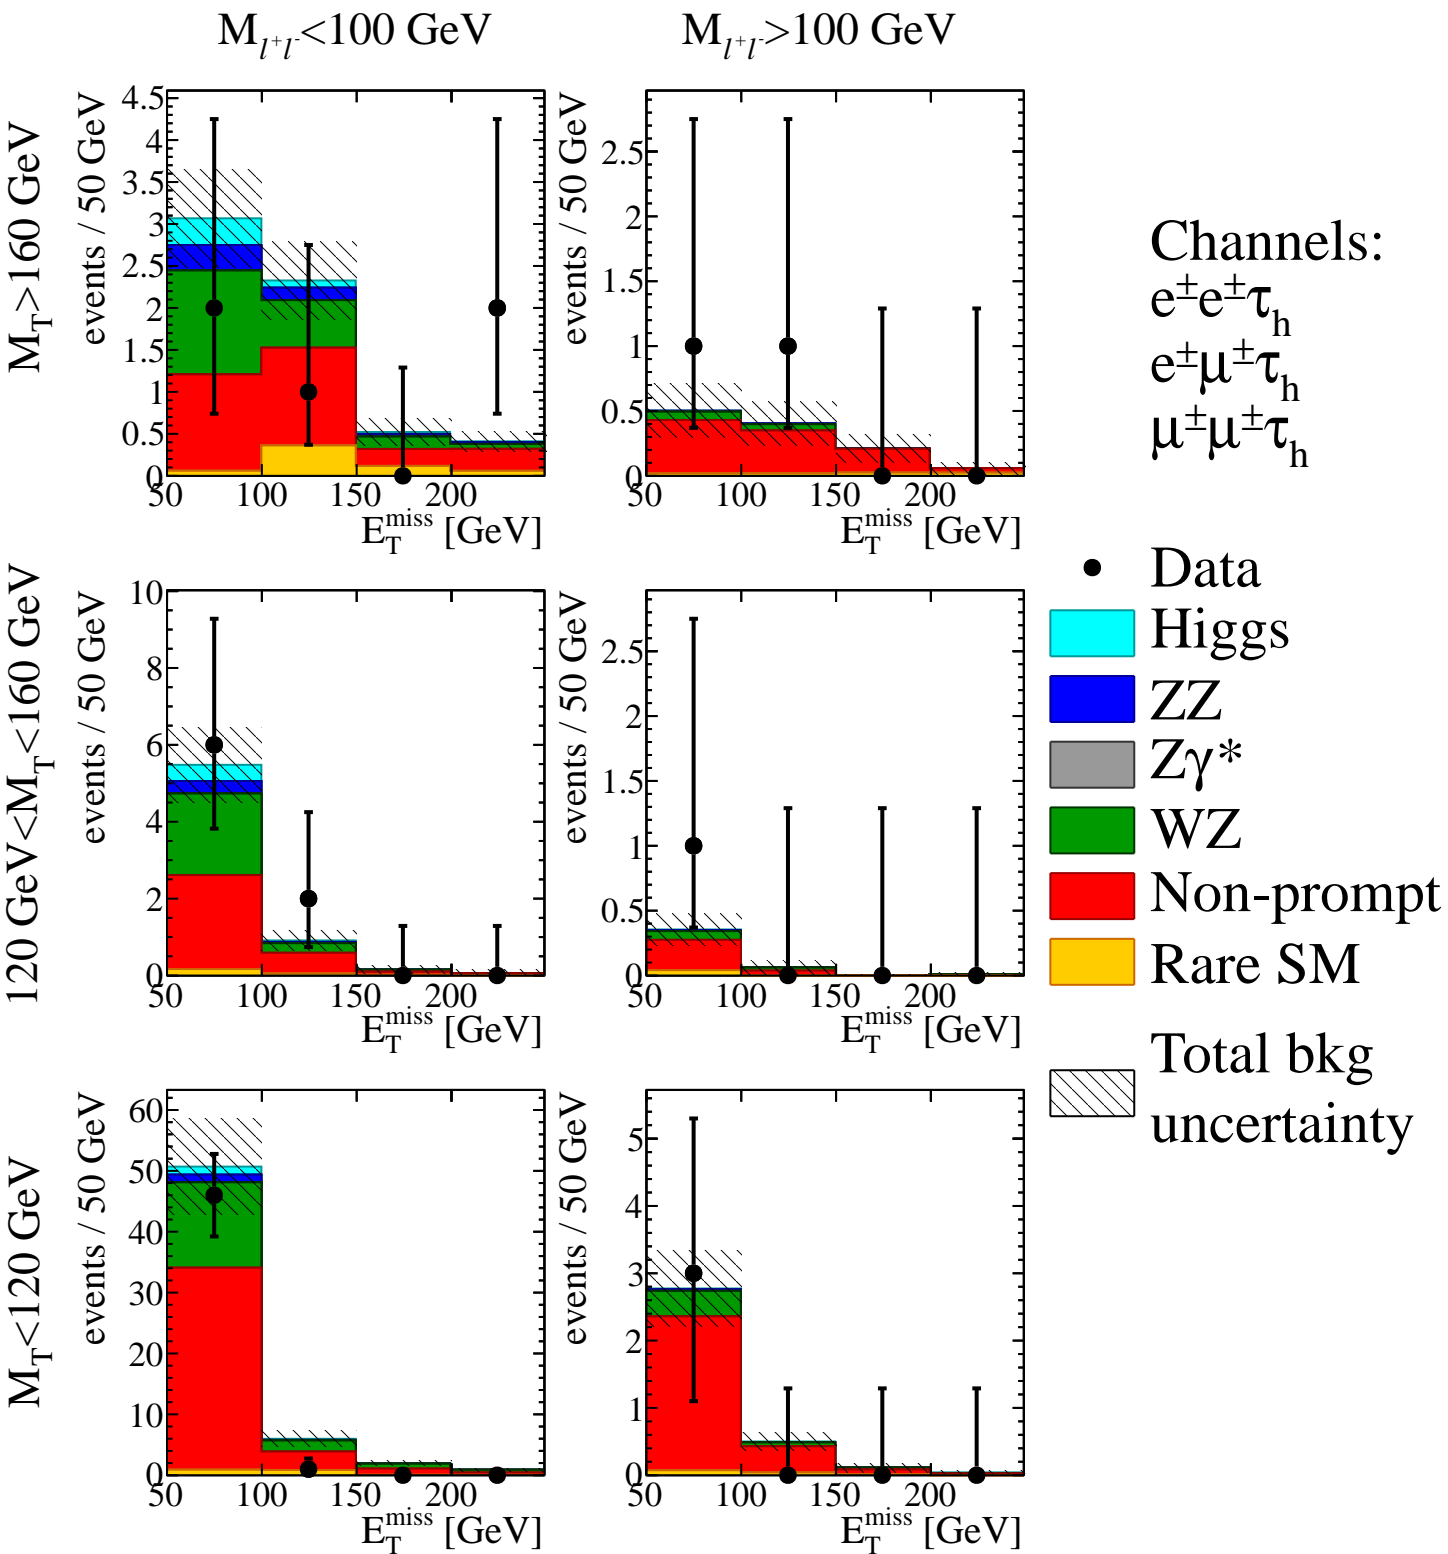 M_{l⁺l⁻}<100 GeV
M_{l⁺l⁻}>100 GeV
M_T>160 GeV
events / 50 GeV
4.5
4
3.5
3
2.5
2
1.5
1
0.5
0
50 100 150 200
E_T^miss [GeV]
events / 50 GeV
2.5
2
1.5
1
0.5
0
50 100 150 200
E_T^miss [GeV]
120 GeV<M_T<160 GeV
events / 50 GeV
10
8
6
4
2
0
50 100 150 200
E_T^miss [GeV]
events / 50 GeV
2.5
2
1.5
1
0.5
0
50 100 150 200
E_T^miss [GeV]
M_T<120 GeV
events / 50 GeV
60
50
40
30
20
10
0
50 100 150 200
E_T^miss [GeV]
events / 50 GeV
5
4
3
2
1
0
50 100 150 200
E_T^miss [GeV]
Channels:
e±e±τ_h
e±μ±τ_h
μ±μ±τ_h
Data
Higgs
ZZ
Zγ*
WZ
Non-prompt
Rare SM
Total bkg
uncertainty